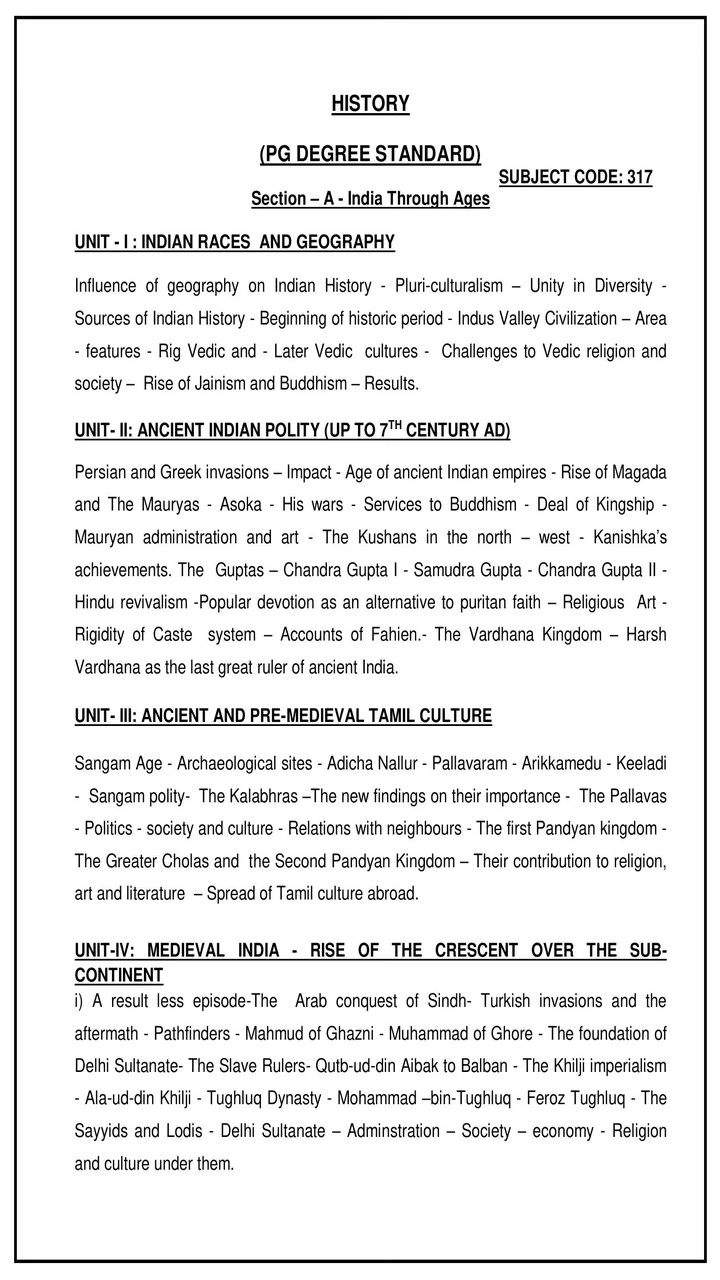 HISTORY
(PG DEGREE STANDARD)
SUBJECT CODE: 317
Section – A - India Through Ages
UNIT - I : INDIAN RACES AND GEOGRAPHY
Influence of geography on Indian History - Pluri-culturalism – Unity in Diversity -
Sources of Indian History - Beginning of historic period - Indus Valley Civilization – Area
- features - Rig Vedic and - Later Vedic cultures - Challenges to Vedic religion and
society – Rise of Jainism and Buddhism – Results.
UNIT- II: ANCIENT INDIAN POLITY (UP TO 7TH CENTURY AD)
Persian and Greek invasions – Impact - Age of ancient Indian empires - Rise of Magada
and The Mauryas - Asoka - His wars - Services to Buddhism - Deal of Kingship -
Mauryan administration and art - The Kushans in the north – west - Kanishka’s
achievements. The Guptas – Chandra Gupta I - Samudra Gupta - Chandra Gupta II -
Hindu revivalism -Popular devotion as an alternative to puritan faith – Religious Art -
Rigidity of Caste system – Accounts of Fahien.- The Vardhana Kingdom – Harsh
Vardhana as the last great ruler of ancient India.
UNIT- III: ANCIENT AND PRE-MEDIEVAL TAMIL CULTURE
Sangam Age - Archaeological sites - Adicha Nallur - Pallavaram - Arikkamedu - Keeladi
- Sangam polity- The Kalabhras –The new findings on their importance - The Pallavas
- Politics - society and culture - Relations with neighbours - The first Pandyan kingdom -
The Greater Cholas and the Second Pandyan Kingdom – Their contribution to religion,
art and literature – Spread of Tamil culture abroad.
UNIT-IV: MEDIEVAL INDIA - RISE OF THE CRESCENT OVER THE SUB-
CONTINENT
i) A result less episode-The Arab conquest of Sindh- Turkish invasions and the
aftermath - Pathfinders - Mahmud of Ghazni - Muhammad of Ghore - The foundation of
Delhi Sultanate- The Slave Rulers- Qutb-ud-din Aibak to Balban - The Khilji imperialism
- Ala-ud-din Khilji - Tughluq Dynasty - Mohammad –bin-Tughluq - Feroz Tughluq - The
Sayyids and Lodis - Delhi Sultanate – Adminstration – Society – economy - Religion
and culture under them.